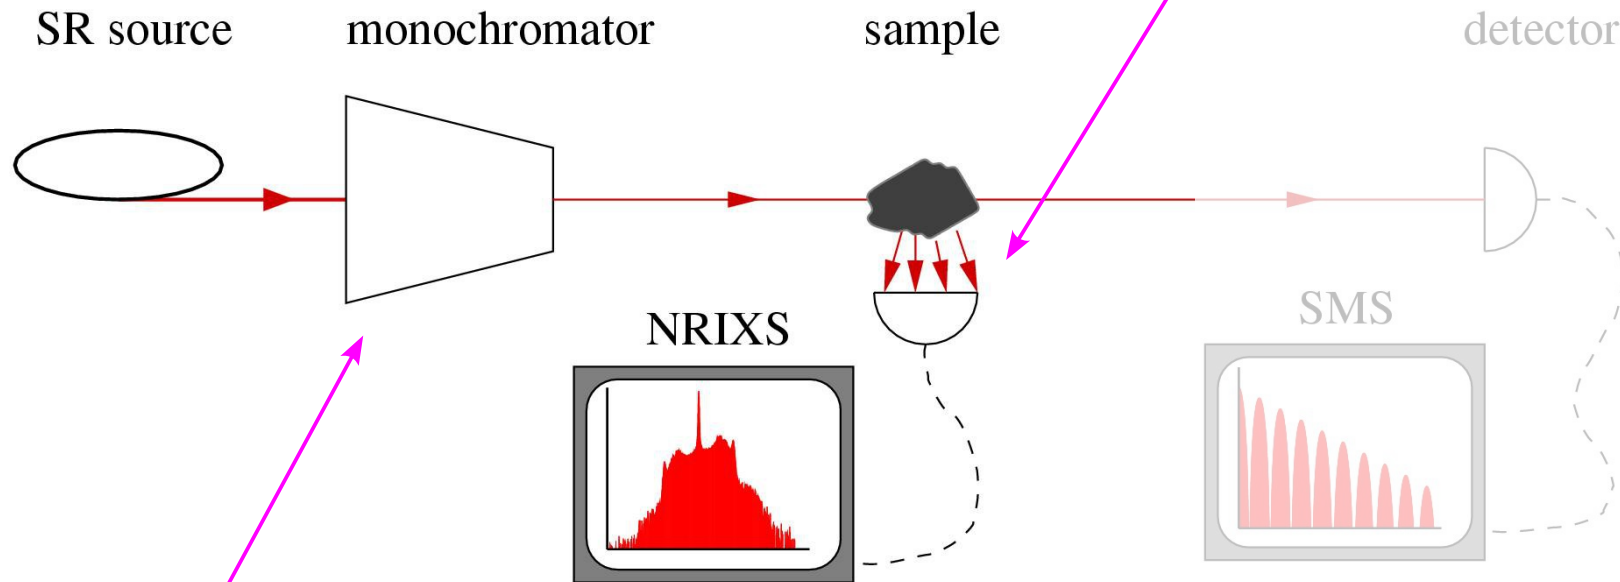 SR source
monochromator
sample
detector
NRIXS
SMS